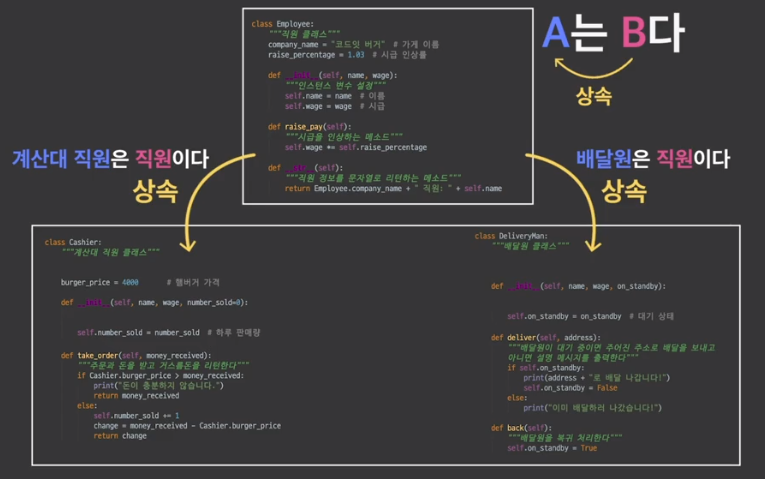 class Employee:
"""직원 클래스"""
company_name = "코드잇 버거" # 가게 이름
raise_percentage = 1.03 # 시급 인상률
def __init__(self, name, wage):
"""인스턴스 변수 설정"""
self.name = name # 이름
self.wage = wage # 시급
def raise_pay(self):
"""시급을 인상하는 메소드"""
self.wage *= self.raise_percentage
def (self):
"""직원 정보를 문자열로 리턴하는 메소드"""
return Employee.company_name + " 직원: " + self.name
A는 B다
상속
계산대 직원은 직원이다
상속
배달원은 직원이다
상속
class Cashier:
"""계산대 직원 클래스"""
burger_price = 4000 # 햄버거 가격
def __init__(self, name, wage, number_sold=0):
self.number_sold = number_sold # 하루 판매량
def take_order(self, money_received):
"""주문과 돈을 받고 거스름돈을 리턴한다"""
if Cashier.burger_price > money_received:
print("돈이 충분하지 않습니다.")
return money_received
else:
self.number_sold += 1
change = money_received - Cashier.burger_price
return change
class DeliveryMan:
"""배달원 클래스"""
def __init__(self, name, wage, on_standby):
self.on_standby = on_standby # 대기 상태
def deliver(self, address):
"""배달원이 대기 중이면 주어진 주소로 배달을 보내고
아니면 설명 메시지를 출력한다"""
if self.on_standby:
print(address + "로 배달 나갑니다!")
self.on_standby = False
else:
print("이미 배달하러 나갔습니다!")
def back(self):
"""배달원을 복귀 처리한다"""
self.on_standby = True